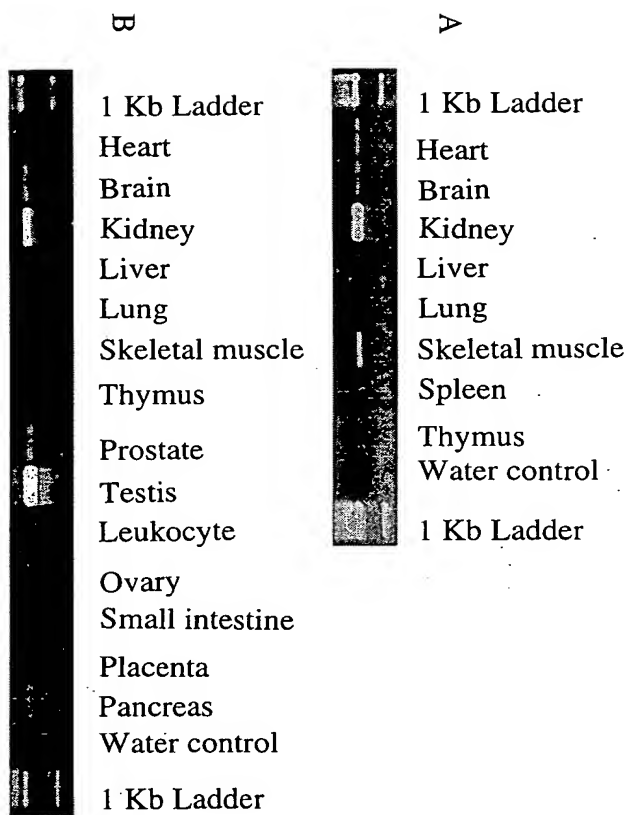 B
1 Kb Ladder
Heart
Brain
Kidney
Liver
Lung
Skeletal muscle
Thymus
Prostate
Testis
Leukocyte
Ovary
Small intestine
Placenta
Pancreas
Water control
1 Kb Ladder
A
1 Kb Ladder
Heart
Brain
Kidney
Liver
Lung
Skeletal muscle
Spleen
Thymus
Water control
1 Kb Ladder